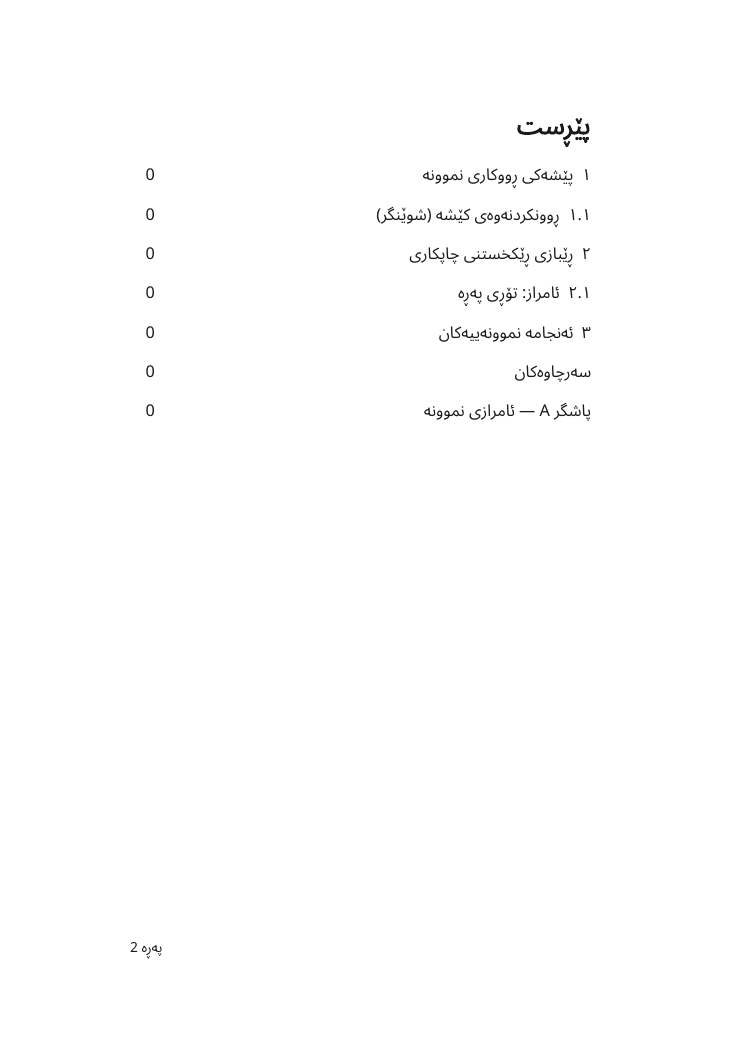 پێڕست
١ پێشەکی ڕووکاری نموونە 0
١.١ ڕوونکردنەوەی کێشە (شوێنگر) 0
٢ ڕێبازی ڕێکخستنی چاپکاری 0
٢.١ ئامراز: تۆڕی پەڕە 0
٣ ئەنجامە نموونەییەکان 0
سەرچاوەکان 0
پاشگر A — ئامرازی نموونە 0
پەڕە 2